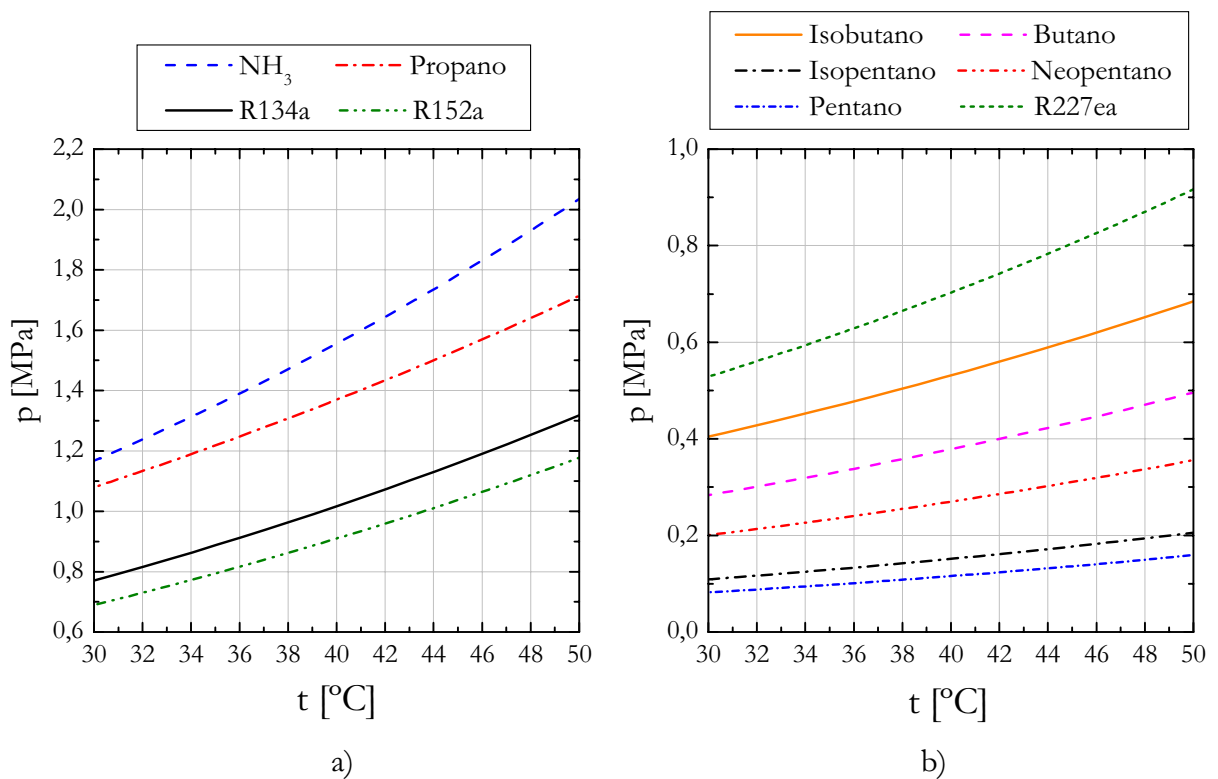 NH₃ Propano
R134a R152a
2,2
2,0
1,8
1,6
1,4
1,2
1,0
0,8
0,6
p [MPa]
30 32 34 36 38 40 42 44 46 48 50
t [ºC]
a)
Isobutano Butano
Isopentano Neopentano
Pentano R227ea
1,0
0,8
0,6
0,4
0,2
0,0
p [MPa]
30 32 34 36 38 40 42 44 46 48 50
t [ºC]
b)